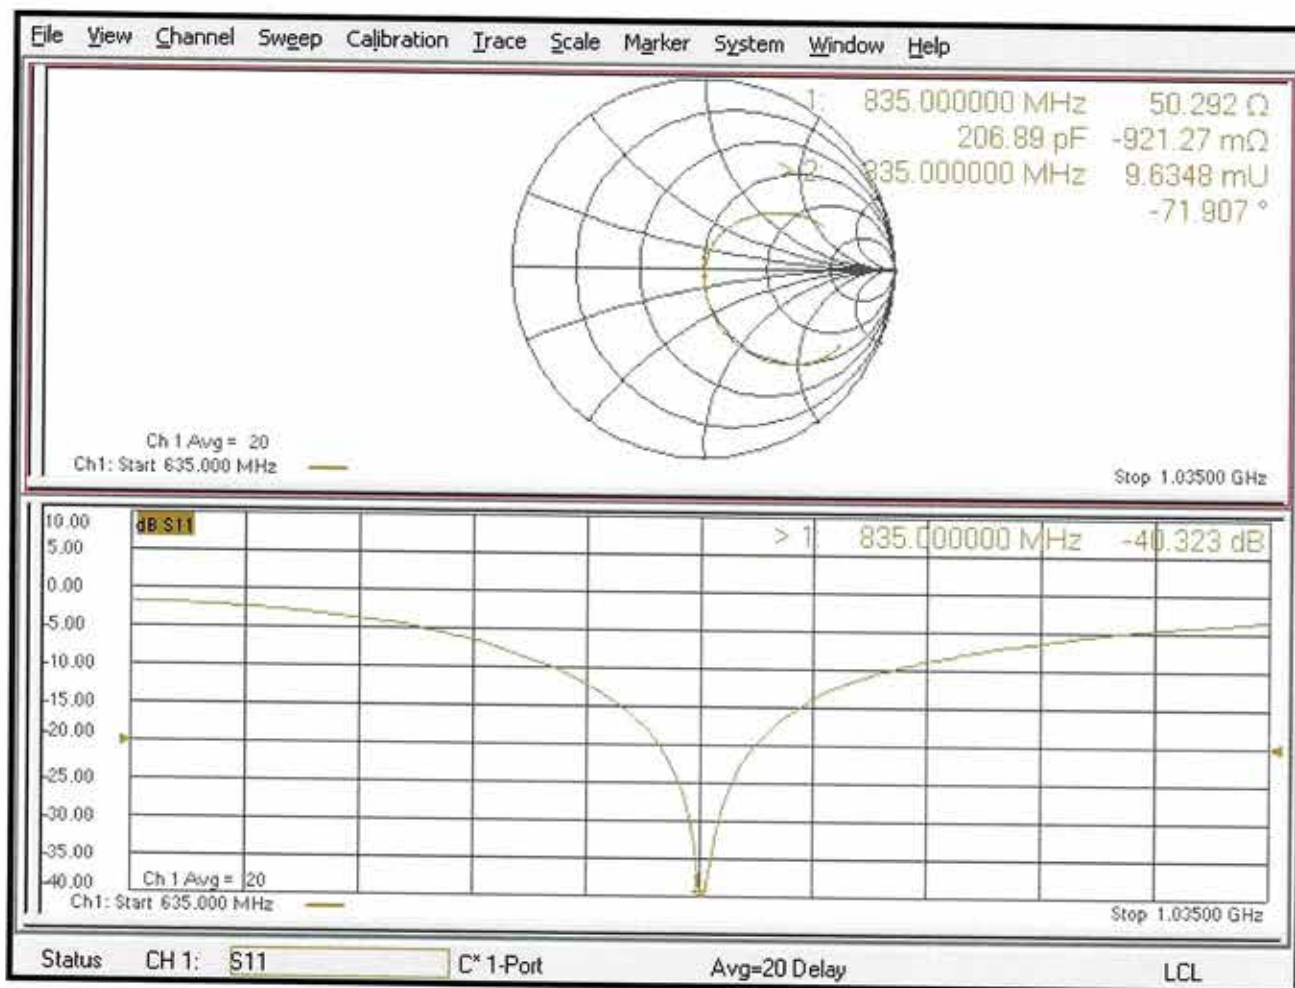 File View Channel Sweep Calibration Trace Scale Marker System Window Help
1: 835.000000 MHz 50.292 Ω
206.89 pF -921.27 mΩ
> 2: 835.000000 MHz 9.6348 mU
-71.907 °
Ch 1 Avg = 20
Ch1: Start 635.000 MHz
Stop 1.03500 GHz
10.00
dB S11
> 1: 835.000000 MHz -40.323 dB
5.00
0.00
-5.00
-10.00
-15.00
-20.00
-25.00
-30.00
-35.00
-40.00
Ch 1 Avg = 20
Ch1: Start 635.000 MHz
Stop 1.03500 GHz
Status CH 1: S11 C* 1-Port Avg=20 Delay LCL